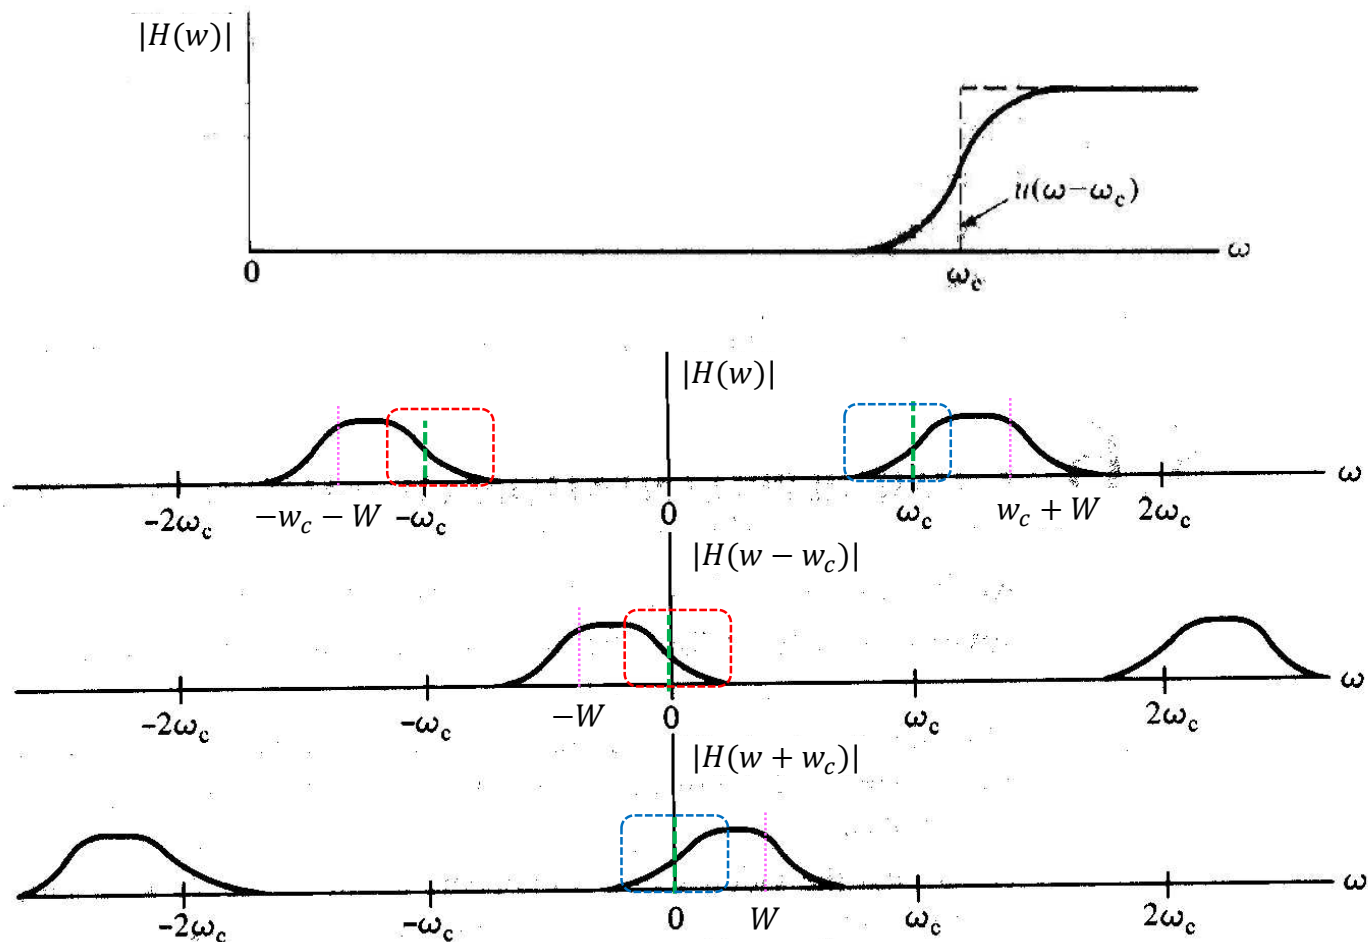 |H(w)|
u(ω−ω_c)
ω
0
ω_c
|H(w)|
ω
−2ω_c
−w_c − W
−ω_c
0
ω_c
w_c + W
2ω_c
|H(w − w_c)|
ω
−2ω_c
−ω_c
−W
0
ω_c
2ω_c
|H(w + w_c)|
ω
−2ω_c
−ω_c
0
W
ω_c
2ω_c